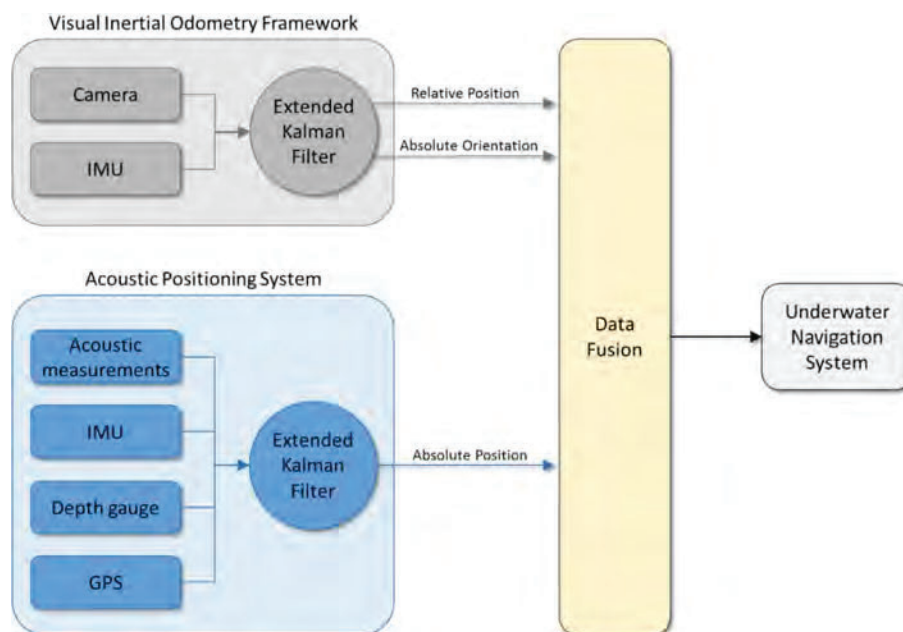 Visual Inertial Odometry Framework
Camera
IMU
Extended
Kalman
Filter
Relative Position
Absolute Orientation
Acoustic Positioning System
Acoustic
measurements
IMU
Depth gauge
GPS
Extended
Kalman
Filter
Absolute Position
Data
Fusion
Underwater
Navigation
System